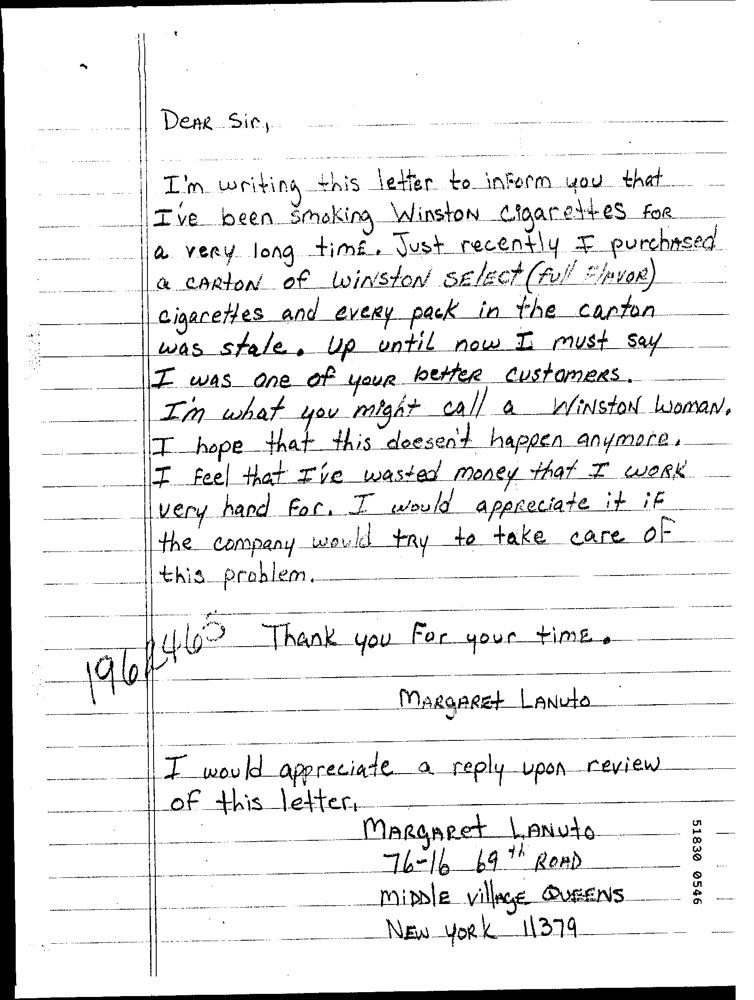 Dear Sir,
I'm writing this letter to inform you that
I've been smoking Winston cigarettes for
a very long time. Just recently I purchased
a carton of Winston Select (Full Flavor)
cigarettes and every pack in the carton
was stale. Up until now I must say
I was one of your better customers.
I'm what you might call a Winston Woman.
I hope that this doesen't happen anymore.
I feel that I've wasted money that I work
very hard for. I would appreciate it if
the company would try to take care of
this problem.
Thank you for your time.
Margaret Lanuto
I would appreciate a reply upon review
of this letter.
Margaret Lanuto
76-16 69th Road
Middle Village Queens
New York 11379
51830 0546